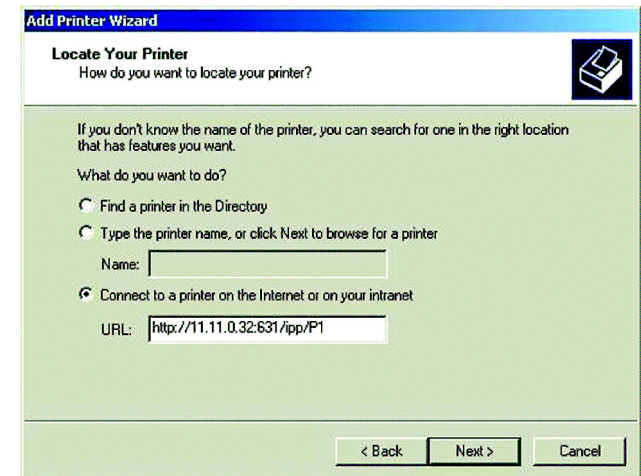 Add Printer Wizard
Locate Your Printer
How do you want to locate your printer?
If you don't know the name of the printer, you can search for one in the right location
that has features you want.
What do you want to do?
Find a printer in the Directory
Type the printer name, or click Next to browse for a printer
Name:
Connect to a printer on the Internet or on your intranet
URL: http://11.11.0.32:631/ipp/P1
< Back Next > Cancel